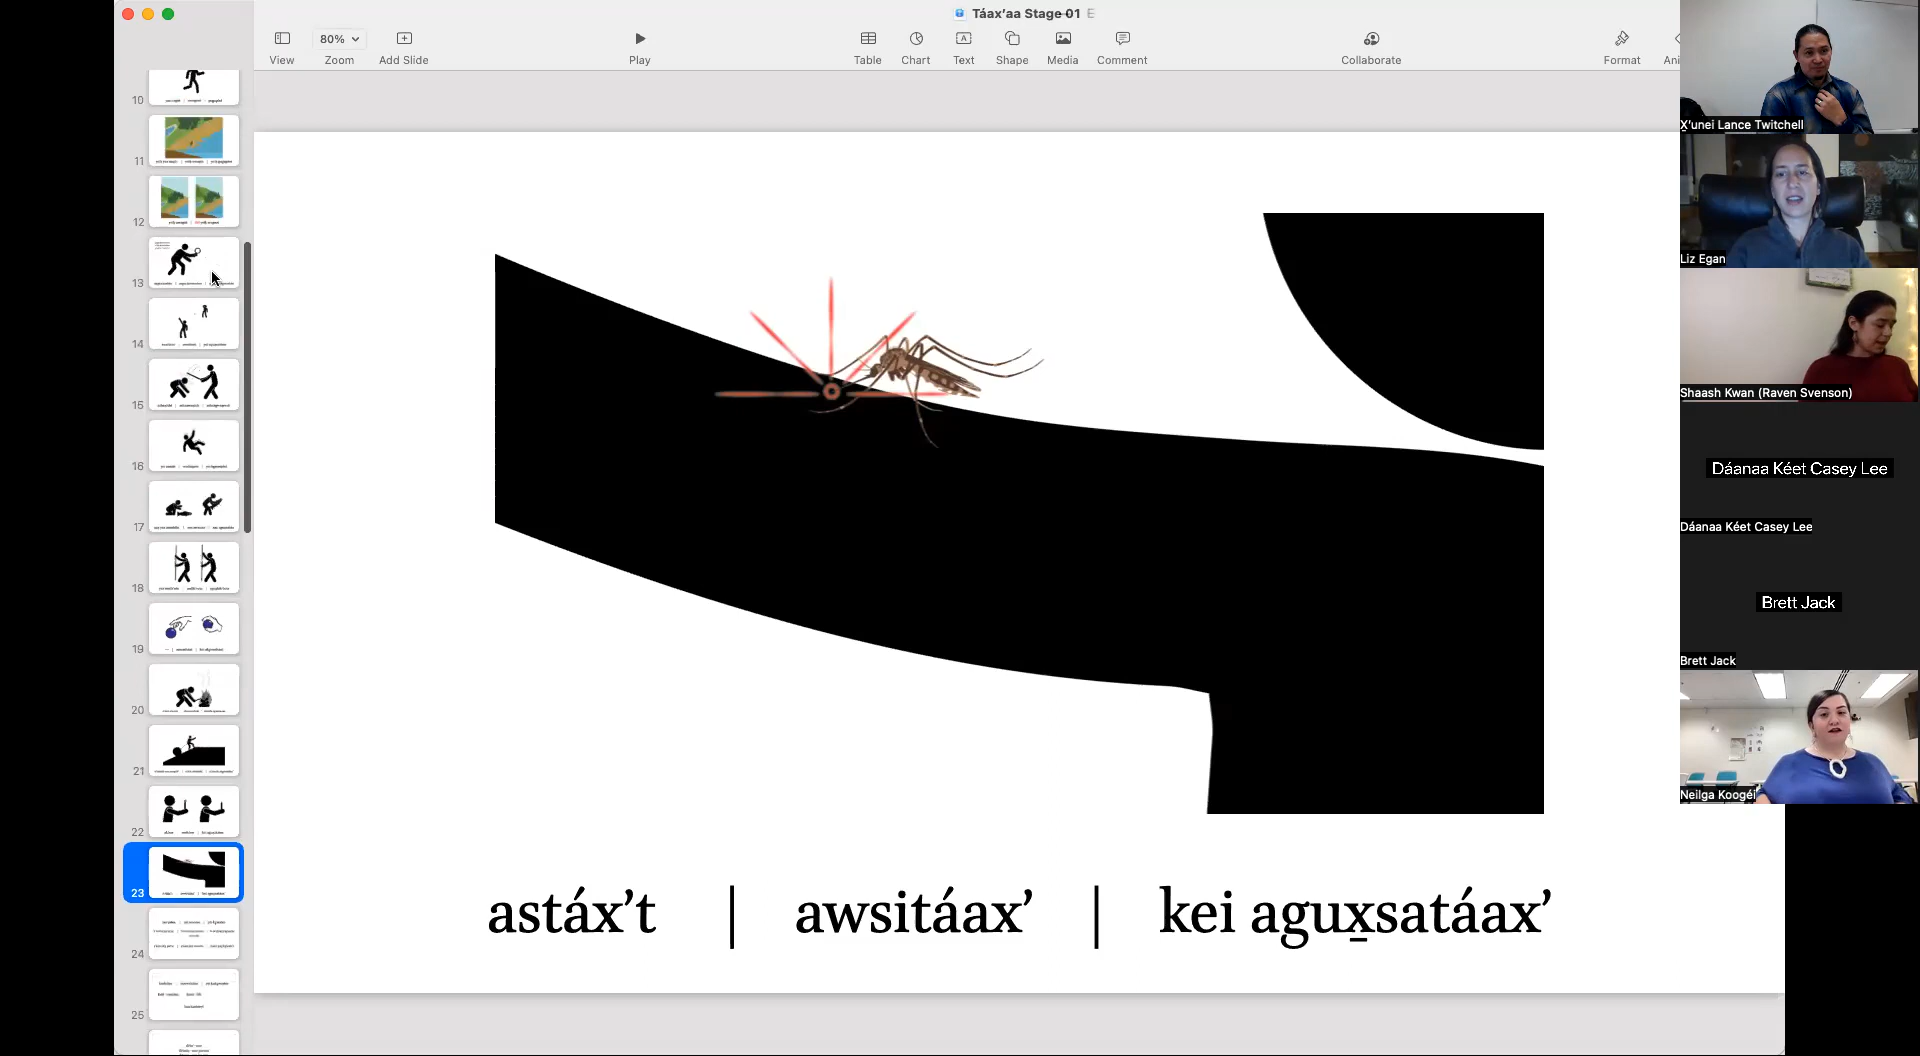 Táax’aa Stage 01
80%
View
Zoom
Add Slide
Play
Table
Chart
Text
Shape
Media
Comment
Collaborate
Format
10
11
12
13
14
15
16
17
18
19
20
21
22
23
24
25
astáx’t | awsitáax’ | kei agux̲satáax’
X̲’unei Lance Twitchell
Liz Egan
Shaash Kwan (Raven Svenson)
Dáanaa Kéet Casey Lee
Dáanaa Kéet Casey Lee
Brett Jack
Brett Jack
Neilga Koogéi